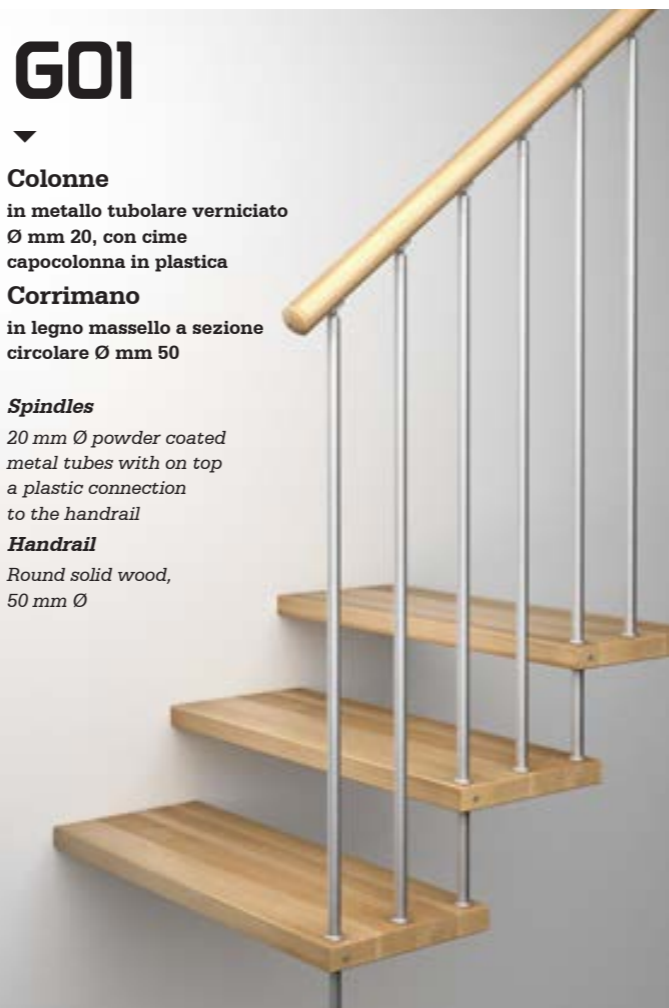 G01
Colonne
in metallo tubolare verniciato
Ø mm 20, con cime
capocolonna in plastica
Corrimano
in legno massello a sezione
circolare Ø mm 50
Spindles
20 mm Ø powder coated
metal tubes with on top
a plastic connection
to the handrail
Handrail
Round solid wood,
50 mm Ø